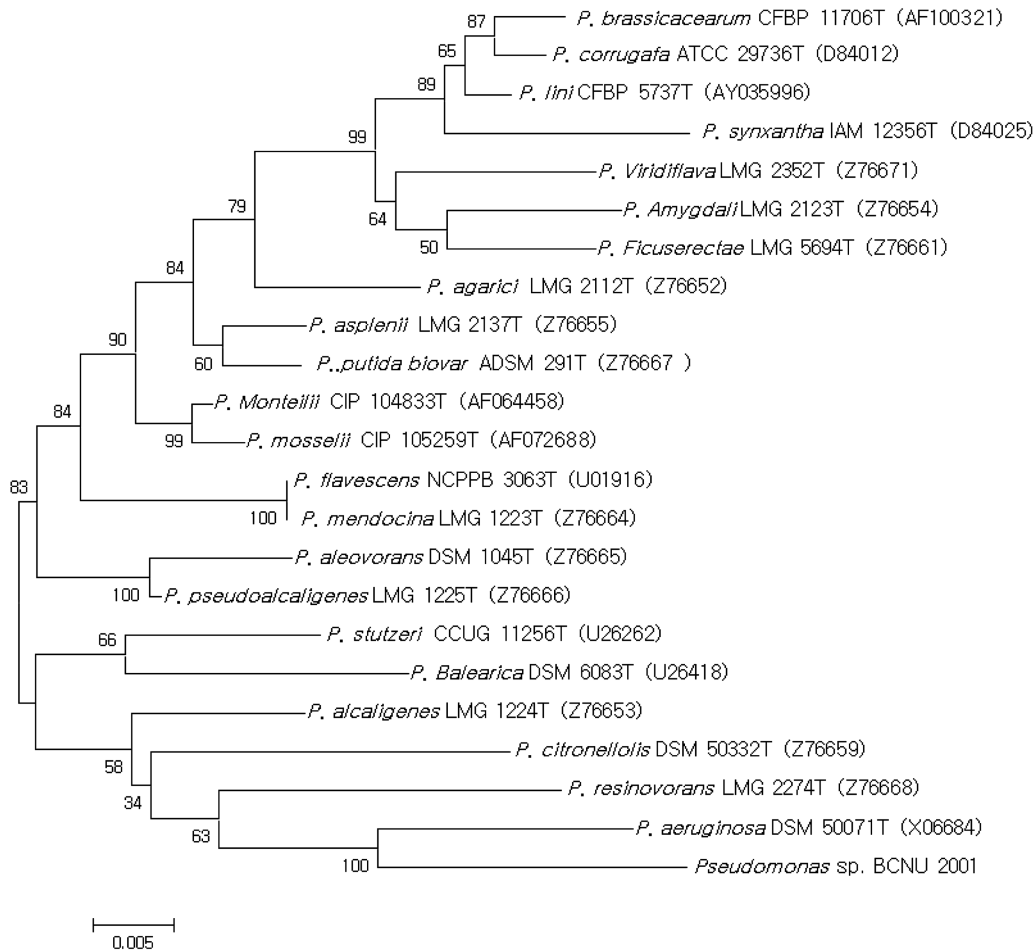 87
P. brassicacearum CFBP 11706T (AF100321)
65
P. corrugafa ATCC 29736T (D84012)
89
P. lini CFBP 5737T (AY035996)
99
P. synxantha IAM 12356T (D84025)
P. Viridiflava LMG 2352T (Z76671)
79
64
P. Amygdali LMG 2123T (Z76654)
50
P. Ficuserectae LMG 5694T (Z76661)
84
P. agarici LMG 2112T (Z76652)
P. asplenii LMG 2137T (Z76655)
90
60
P..putida biovar ADSM 291T (Z76667 )
P. Monteilii CIP 104833T (AF064458)
84
99
P. mosselii CIP 105259T (AF072688)
P. flavescens NCPPB 3063T (U01916)
83
100
P. mendocina LMG 1223T (Z76664)
P. aleovorans DSM 1045T (Z76665)
100
P. pseudoalcaligenes LMG 1225T (Z76666)
66
P. stutzeri CCUG 11256T (U26262)
P. Balearica DSM 6083T (U26418)
P. alcaligenes LMG 1224T (Z76653)
58
P. citronellolis DSM 50332T (Z76659)
34
P. resinovorans LMG 2274T (Z76668)
63
P. aeruginosa DSM 50071T (X06684)
100
Pseudomonas sp. BCNU 2001
0.005